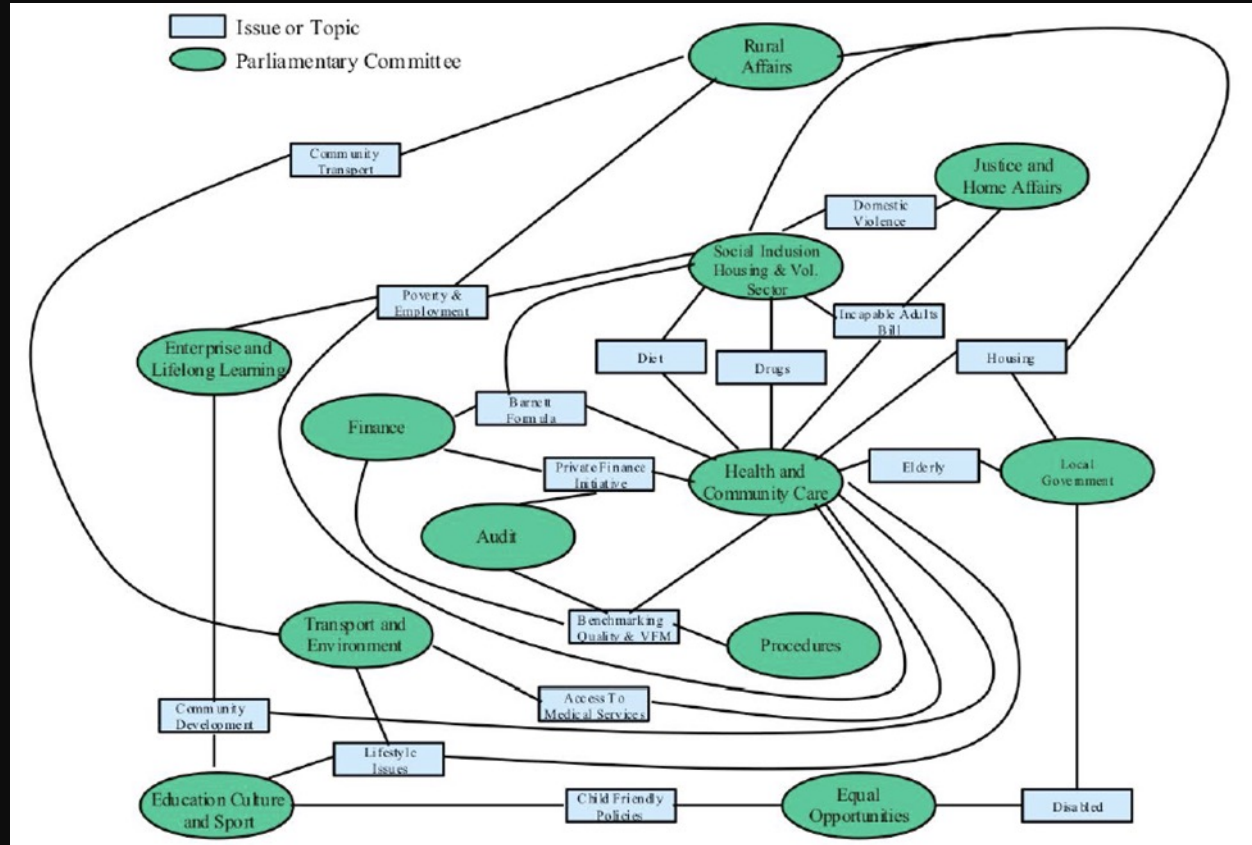 Issue or Topic
Parliamentary Committee
Rural
Affairs
Community
Transport
Justice and
Home Affairs
Domestic
Violence
Social Inclusion
Housing & Vol.
Sector
Poverty &
Employment
Incapable Adults
Bill
Enterprise and
Lifelong Learning
Diet
Drugs
Housing
Barnett
Formula
Finance
Private Finance
Initiative
Health and
Community Care
Elderly
Local
Government
Audit
Transport and
Environment
Benchmarking
Quality & VFM
Procedures
Access To
Medical Services
Community
Development
Lifestyle
Issues
Education Culture
and Sport
Child Friendly
Policies
Equal
Opportunities
Disabled